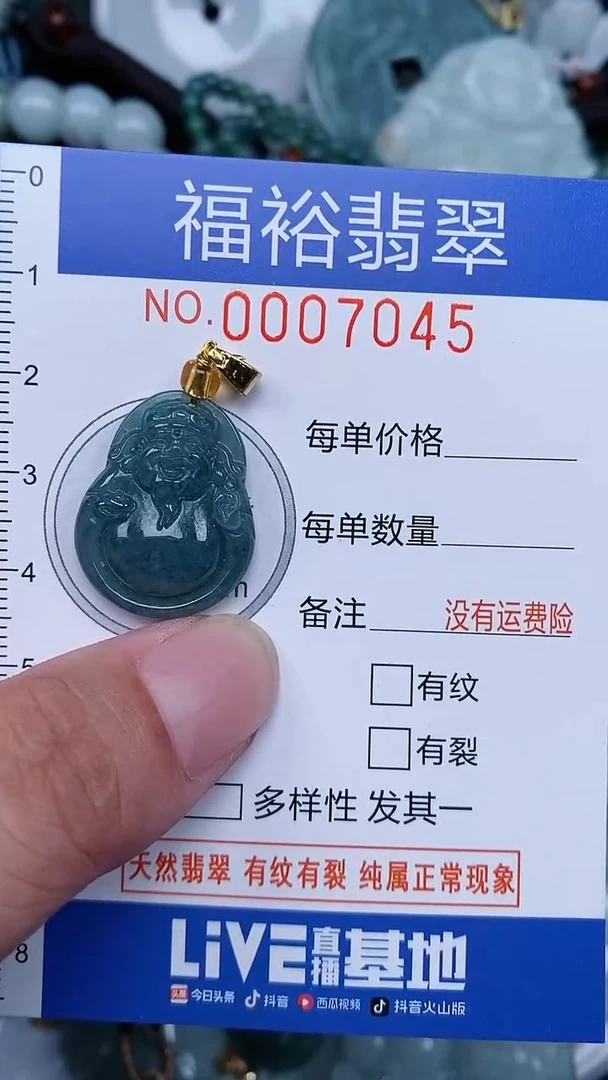 0
福裕翡翠
1
NO.0007045
2
每单价格
3
每单数量
4
备注 没有运费险
5
有纹
有裂
多样性 发其一
天然翡翠 有纹有裂 纯属正常现象
8
LiVE直播基地
头条 今日头条 抖音 西瓜视频 抖音火山版